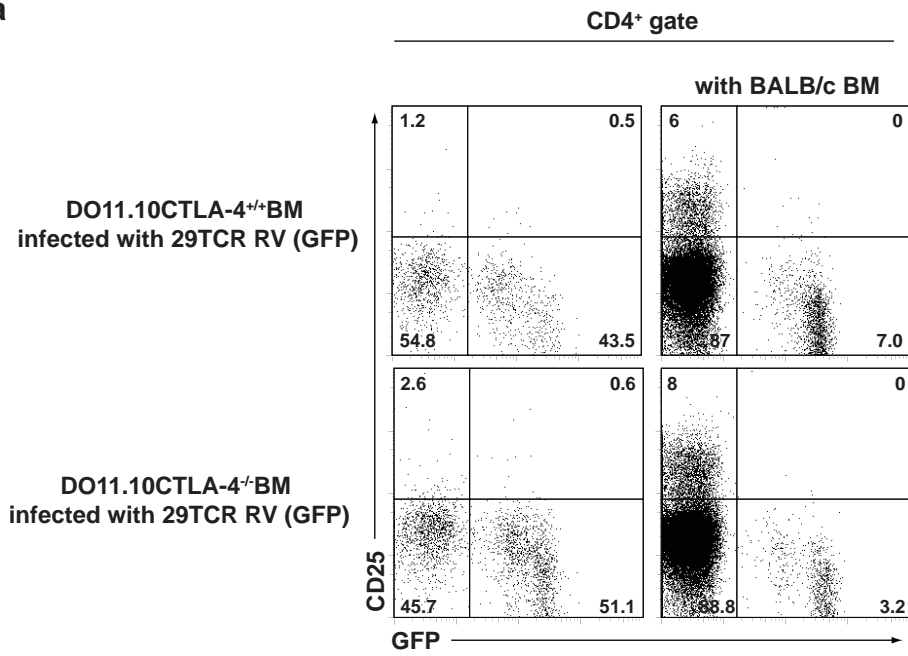 a
CD4⁺ gate
with BALB/c BM
DO11.10CTLA-4⁺/⁺BM
infected with 29TCR RV (GFP)
1.2 0.5
54.8 43.5
6 0
87 7.0
DO11.10CTLA-4⁻/⁻BM
infected with 29TCR RV (GFP)
2.6 0.6
45.7 51.1
8 0
88.8 3.2
CD25
GFP